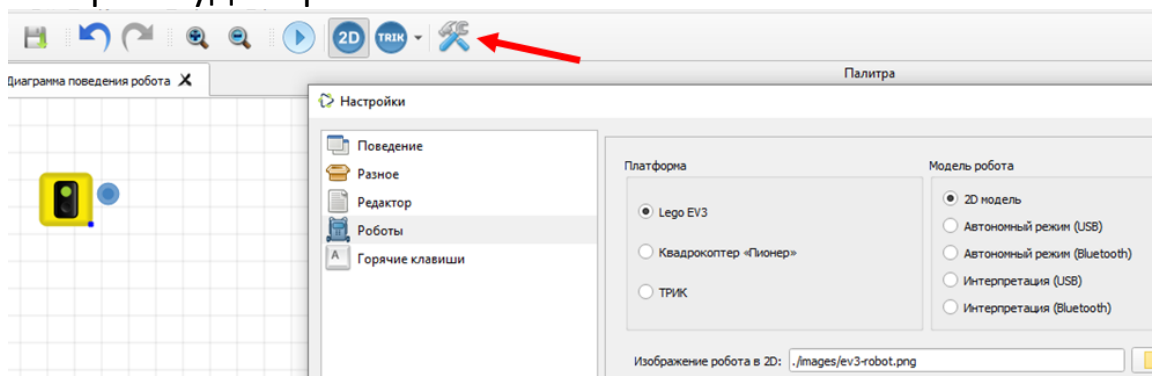 2D TRIK
Диаграмма поведения робота
Палитра
Настройки
Поведение
Разное
Редактор
Роботы
A Горячие клавиши
Платформа
Lego EV3
Квадрокоптер «Пионер»
ТРИК
Модель робота
2D модель
Автономный режим (USB)
Автономный режим (Bluetooth)
Интерпретация (USB)
Интерпретация (Bluetooth)
Изображение робота в 2D: ./images/ev3-robot.png